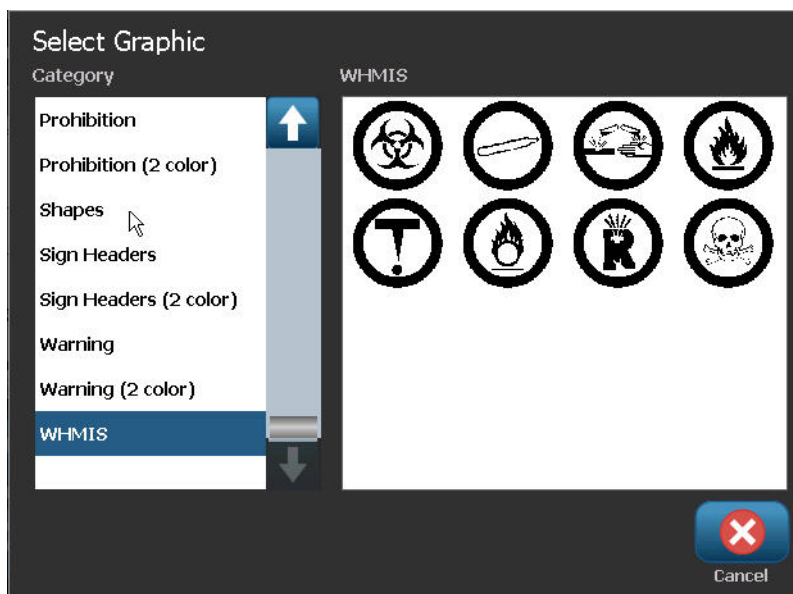 Select Graphic
Category
WHMIS
Prohibition
Prohibition (2 color)
Shapes
Sign Headers
Sign Headers (2 color)
Warning
Warning (2 color)
WHMIS
R
Cancel